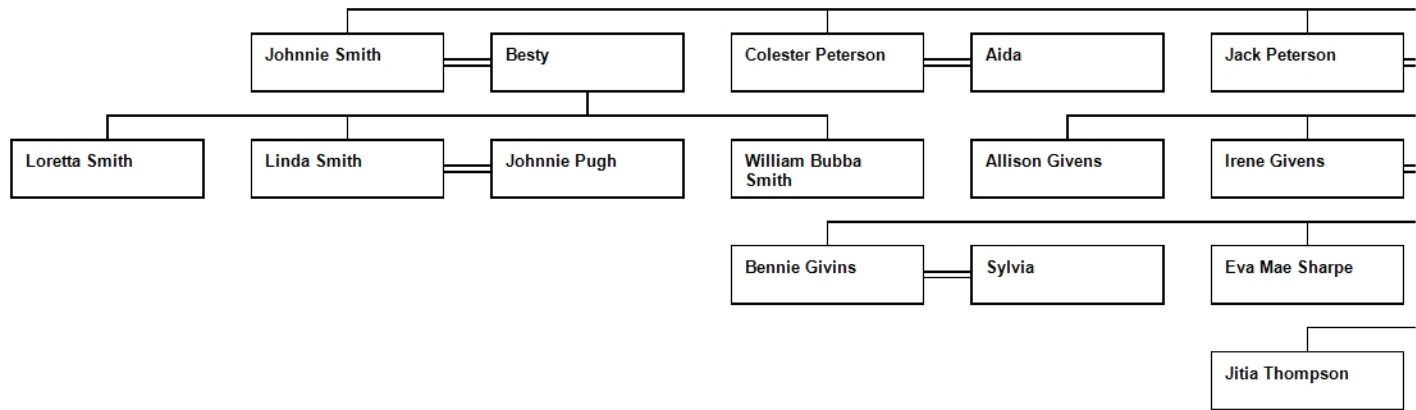 Johnnie Smith
Besty
Colester Peterson
Aida
Jack Peterson
Loretta Smith
Linda Smith
Johnnie Pugh
William Bubba
Smith
Allison Givens
Irene Givens
Bennie Givins
Sylvia
Eva Mae Sharpe
Jitia Thompson